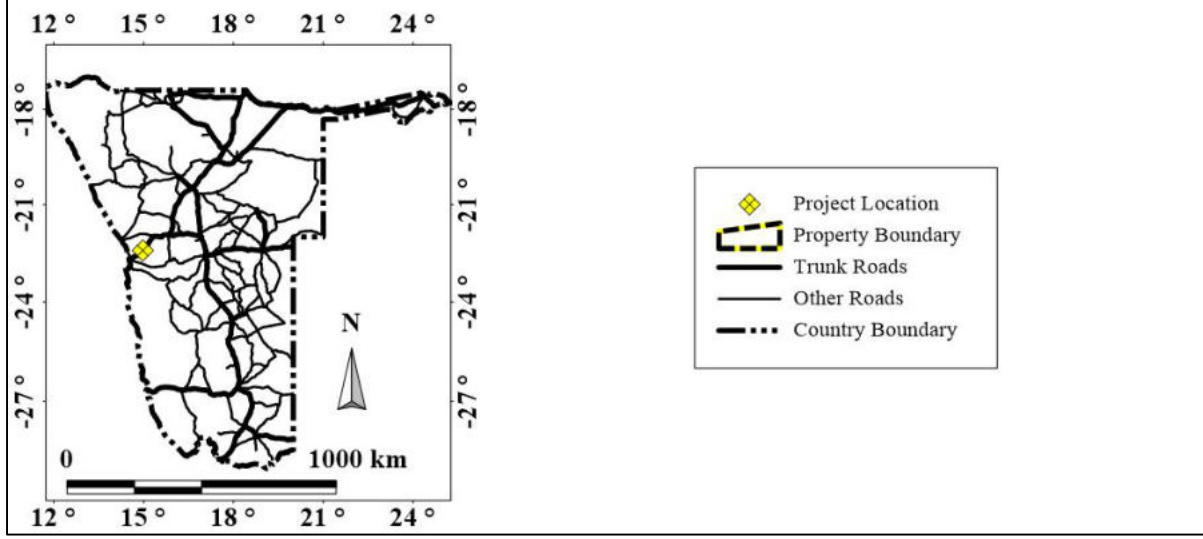 12° 15° 18° 21° 24°
-18° -18°
-21° -21°
-24° -24°
N
-27° -27°
0 1000 km
12° 15° 18° 21° 24°
Project Location
Property Boundary
Trunk Roads
Other Roads
Country Boundary